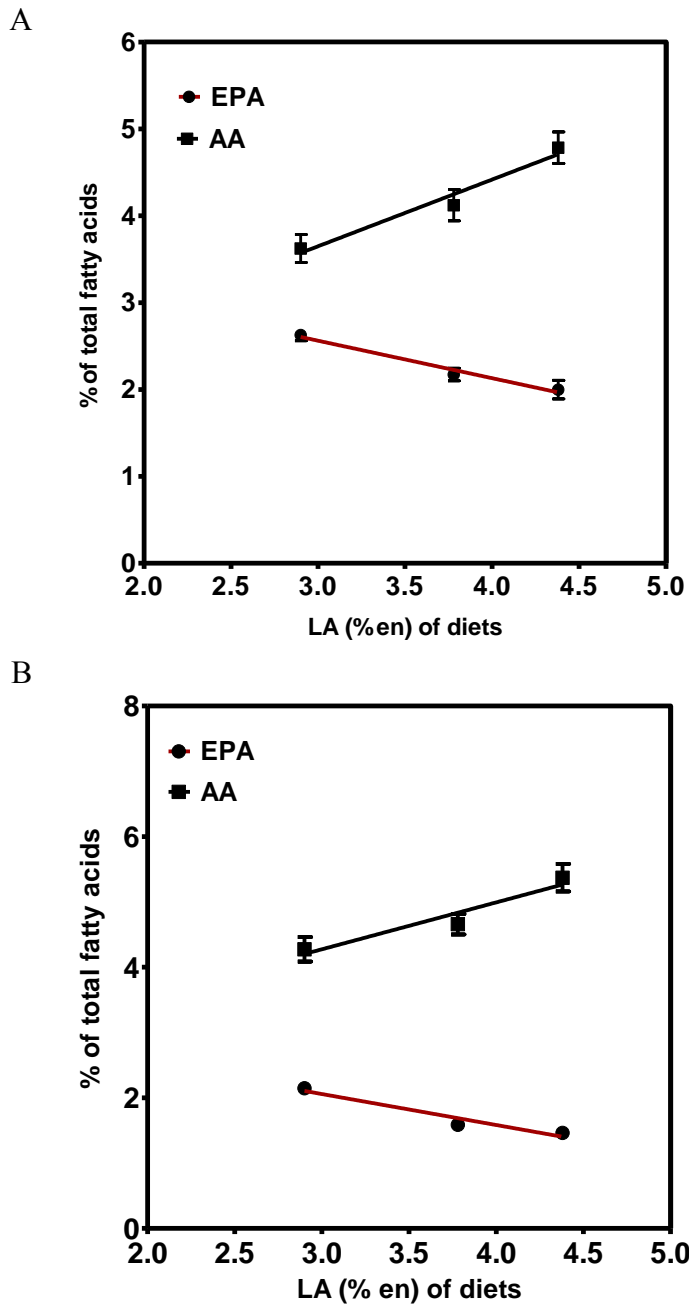 A
6
5
4
3
2
1
0
% of total fatty acids
EPA
AA
2.0 2.5 3.0 3.5 4.0 4.5 5.0
LA (%en) of diets
B
8
6
4
2
0
% of total fatty acids
EPA
AA
2.0 2.5 3.0 3.5 4.0 4.5 5.0
LA (% en) of diets